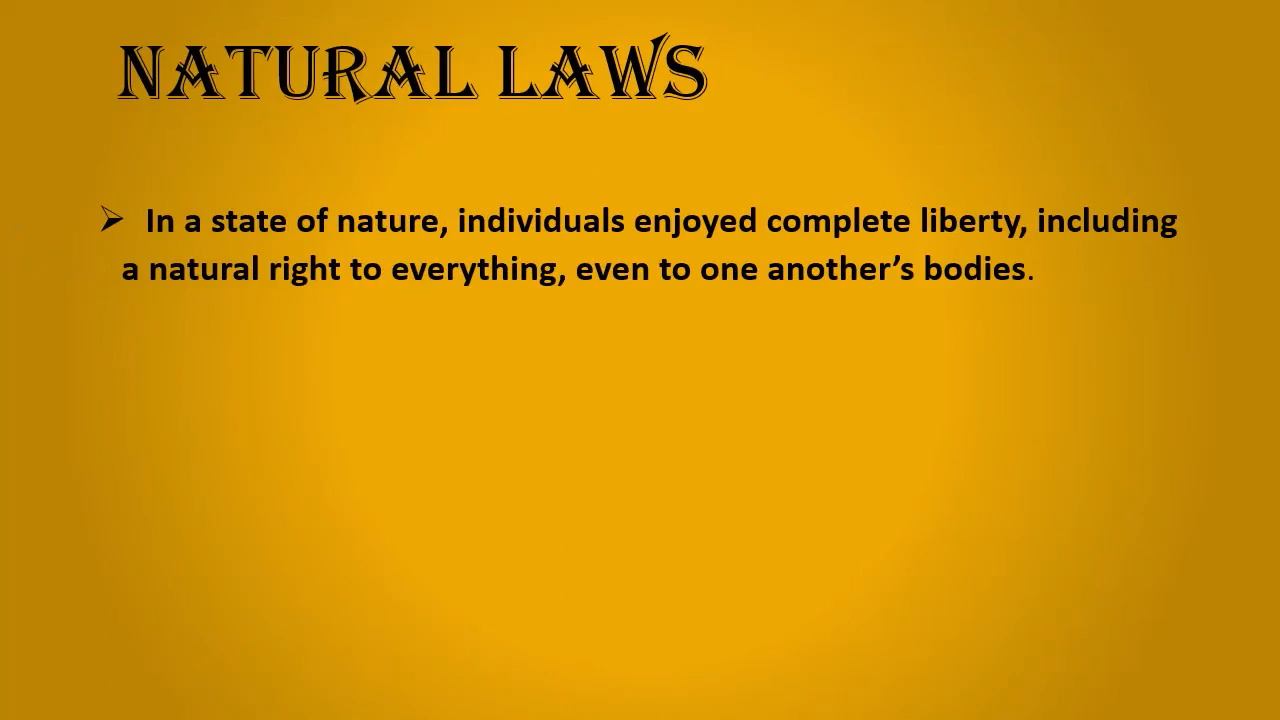 NATURAL LAWS
➢ In a state of nature, individuals enjoyed complete liberty, including
a natural right to everything, even to one another’s bodies.